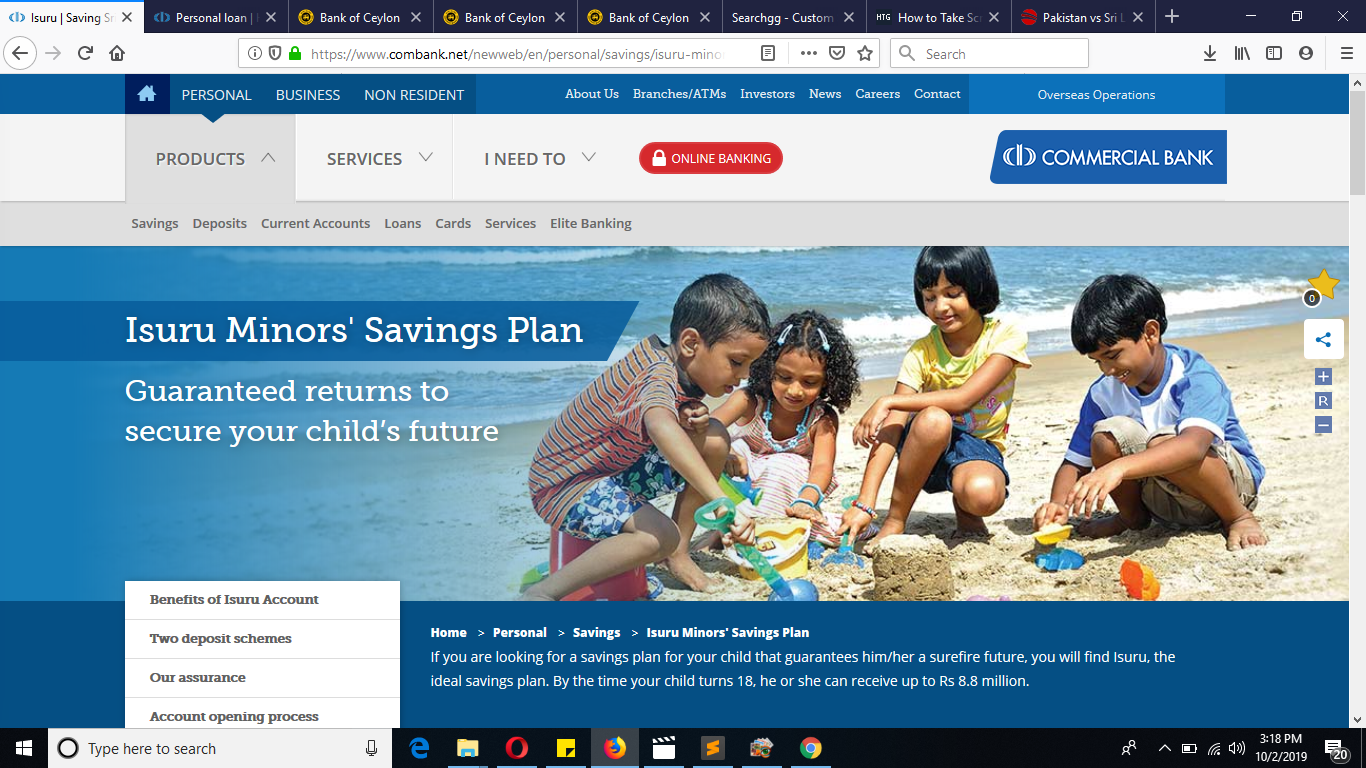 Isuru | Saving Sr
Personal loan |
Bank of Ceylon
Bank of Ceylon
Bank of Ceylon
Searchgg - Custom
HTG How to Take Sc
Pakistan vs Sri L
https://www.combank.net/newweb/en/personal/savings/isuru-mino
Search
PERSONAL BUSINESS NON RESIDENT
About Us Branches/ATMs Investors News Careers Contact
Overseas Operations
PRODUCTS SERVICES I NEED TO
ONLINE BANKING
COMMERCIAL BANK
Savings Deposits Current Accounts Loans Cards Services Elite Banking
0
Isuru Minors' Savings Plan
Guaranteed returns to
secure your child's future
+
R
−
Benefits of Isuru Account
Two deposit schemes
Our assurance
Account opening process
Home > Personal > Savings > Isuru Minors' Savings Plan
If you are looking for a savings plan for your child that guarantees him/her a surefire future, you will find Isuru, the
ideal savings plan. By the time your child turns 18, he or she can receive up to Rs 8.8 million.
Type here to search
3:18 PM
10/2/2019
20